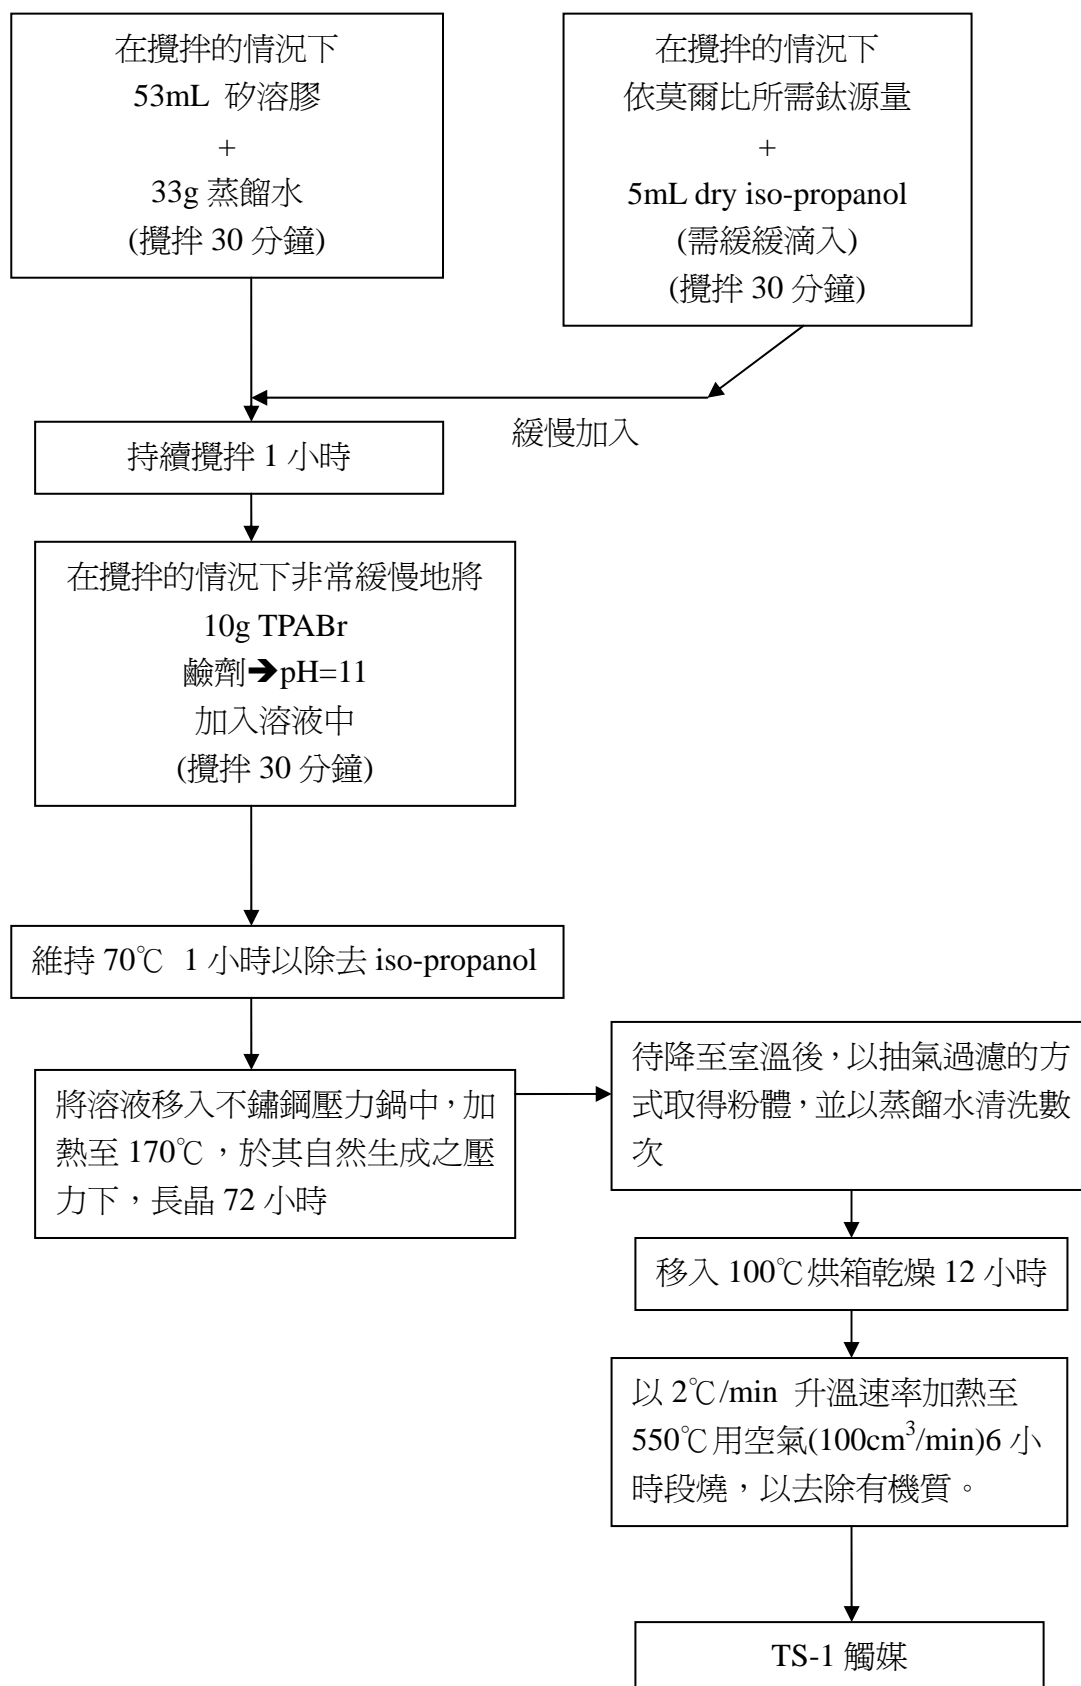 在攪拌的情況下
53mL 矽溶膠
+
33g 蒸餾水
(攪拌 30 分鐘)
在攪拌的情況下
依莫爾比所需鈦源量
+
5mL dry iso-propanol
(需緩緩滴入)
(攪拌 30 分鐘)
緩慢加入
持續攪拌 1 小時
在攪拌的情況下非常緩慢地將
10g TPABr
鹼劑➔pH=11
加入溶液中
(攪拌 30 分鐘)
維持 70℃ 1 小時以除去 iso-propanol
將溶液移入不鏽鋼壓力鍋中，加
熱至 170℃，於其自然生成之壓
力下，長晶 72 小時
待降至室溫後，以抽氣過濾的方
式取得粉體，並以蒸餾水清洗數
次
移入 100℃烘箱乾燥 12 小時
以 2℃/min 升溫速率加熱至
550℃用空氣(100cm³/min)6 小
時段燒，以去除有機質。
TS-1 觸媒